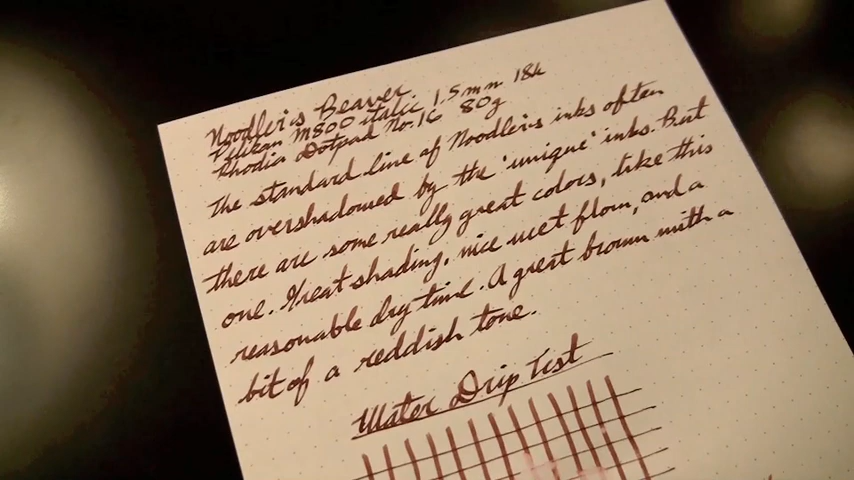 Noodler's Beaver
Pelikan M800 italic 1.5mm 18k
Rhodia Dotpad No. 16 80g
The standard line of Noodler's inks often
are overshadowed by the 'unique' inks. But
there are some really great colors, like this
one. Great shading, nice wet flow, and a
reasonable dry time. A great brown with a
bit of a reddish tone.
Water Drip Test